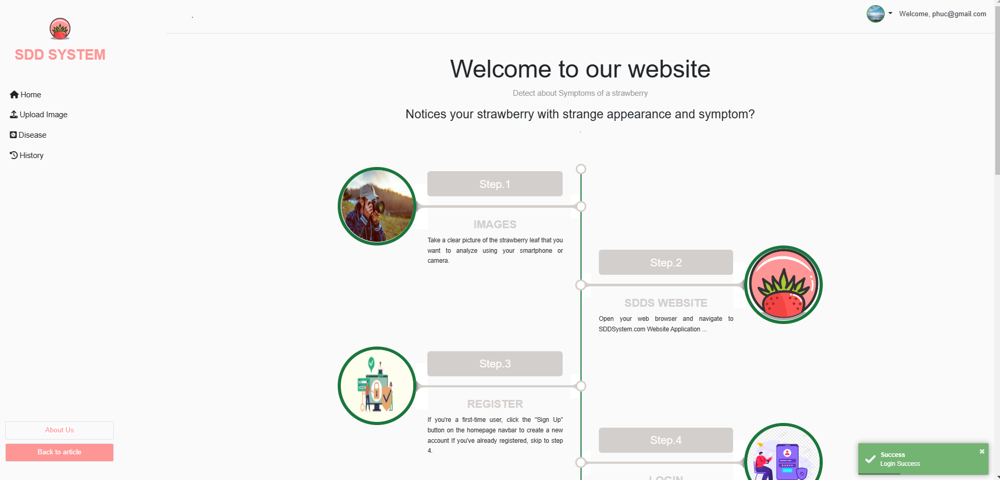 SDD SYSTEM
Home
Upload Image
Disease
History
About Us
Back to article
Welcome, phuc@gmail.com
Welcome to our website
Detect about Symptoms of a strawberry
Notices your strawberry with strange appearance and symptom?
.
Step.1
IMAGES
Take a clear picture of the strawberry leaf that you
want to analyze using your smartphone or
camera.
Step.2
SDDS WEBSITE
Open your web browser and navigate to
SDDSystem.com Website Application ...
Step.3
REGISTER
If you're a first-time user, click the "Sign Up"
button on the homepage navbar to create a new
account If you've already registered, skip to step
4.
Step.4
LOGIN
Success
Login Success